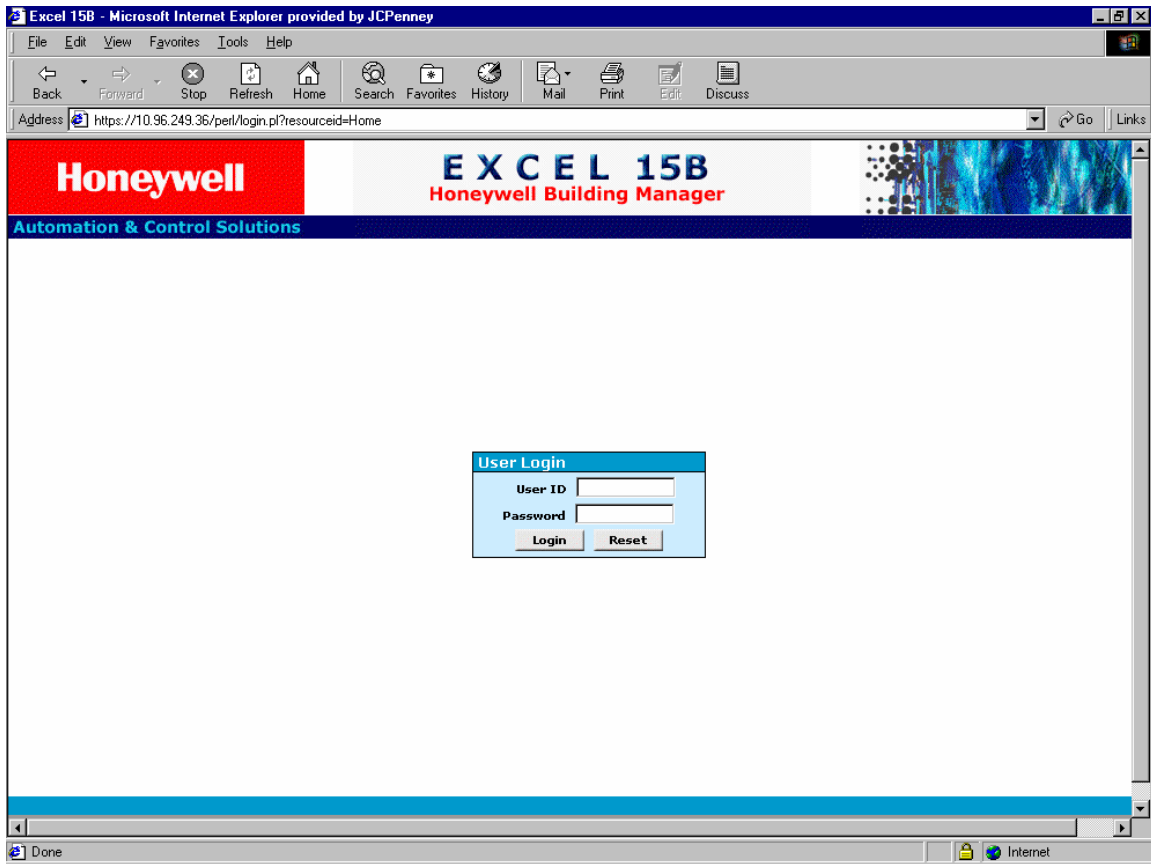 Excel 15B - Microsoft Internet Explorer provided by JCPenney
File Edit View Favorites Tools Help
Back Forward Stop Refresh Home Search Favorites History Mail Print Edit Discuss
Address https://10.96.249.36/perl/login.pl?resourceid=Home Go Links
Honeywell
EXCEL 15B
Honeywell Building Manager
Automation & Control Solutions
User Login
User ID
Password
Login Reset
Done Internet